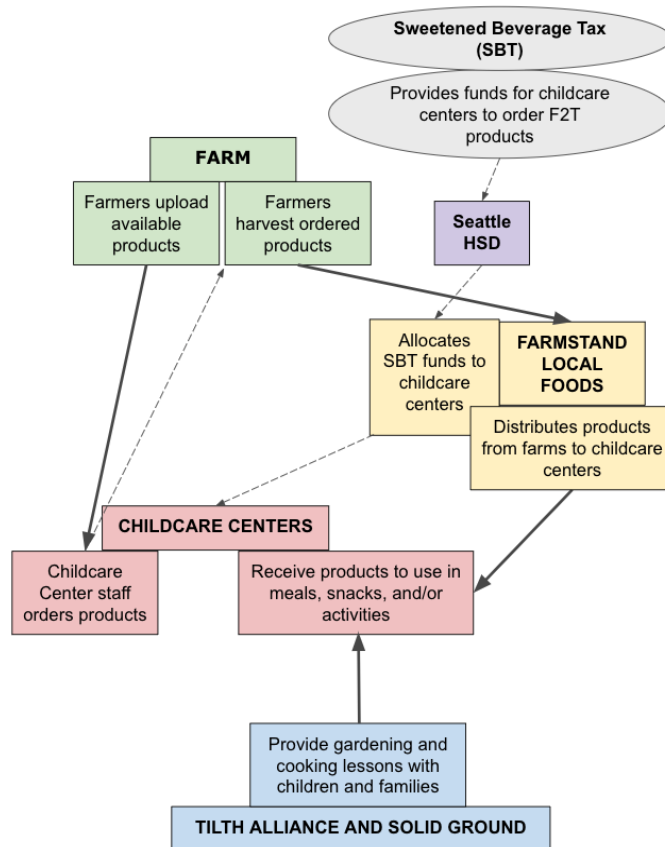 Sweetened Beverage Tax
(SBT)
Provides funds for childcare
centers to order F2T
products
FARM
Farmers upload
available
products
Farmers
harvest ordered
products
Seattle
HSD
Allocates
SBT funds to
childcare
centers
FARMSTAND
LOCAL
FOODS
Distributes products
from farms to childcare
centers
CHILDCARE CENTERS
Childcare
Center staff
orders products
Receive products to use in
meals, snacks, and/or
activities
Provide gardening and
cooking lessons with
children and families
TILTH ALLIANCE AND SOLID GROUND